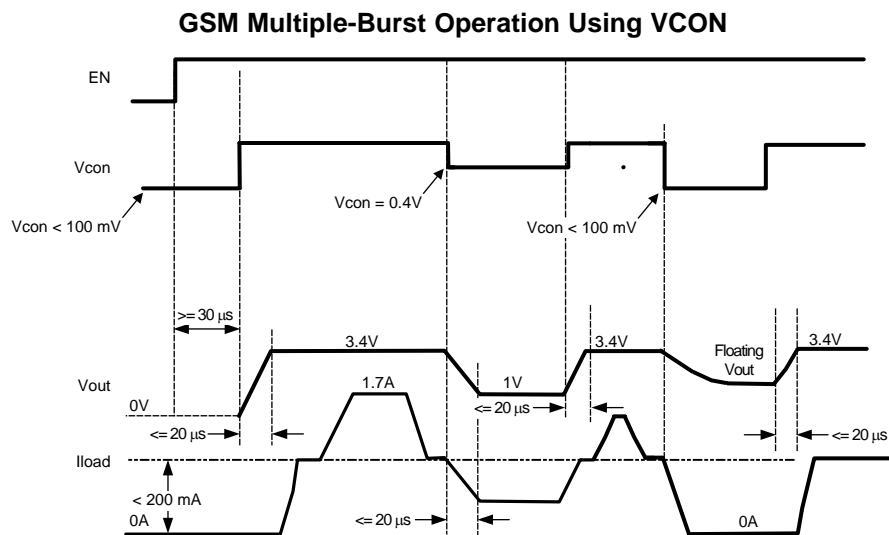 GSM Multiple-Burst Operation Using VCON
EN
Vcon
Vcon < 100 mV
Vcon = 0.4V
Vcon < 100 mV
>= 30 µs
3.4V
3.4V
3.4V
Floating
Vout
Vout
1.7A
1V
0V
<= 20 µs
<= 20 µs
<= 20 µs
Iload
< 200 mA
0A
<= 20 µs
0A